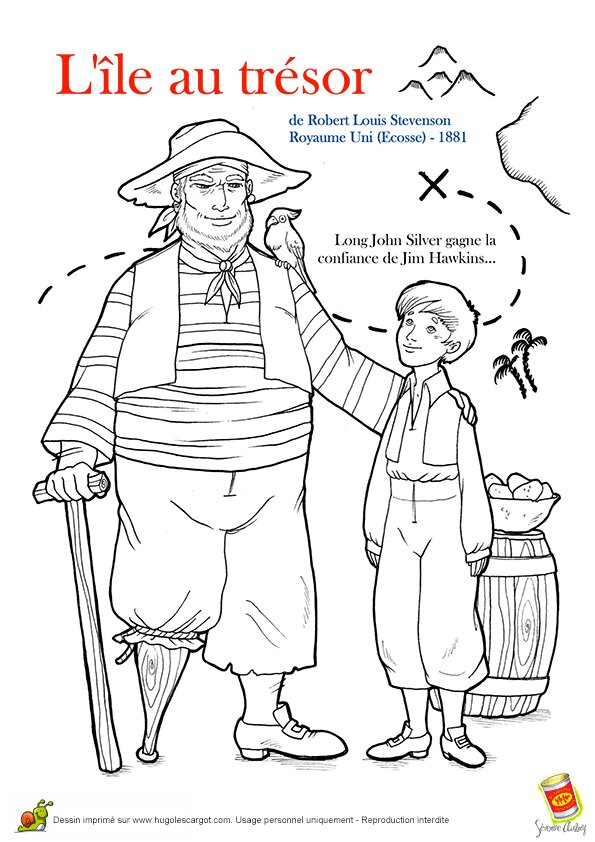 L'île au trésor
de Robert Louis Stevenson
Royaume Uni (Ecosse) - 1881
Long John Silver gagne la
confiance de Jim Hawkins...
Dessin imprimé sur www.hugolescargot.com. Usage personnel uniquement - Reproduction interdite